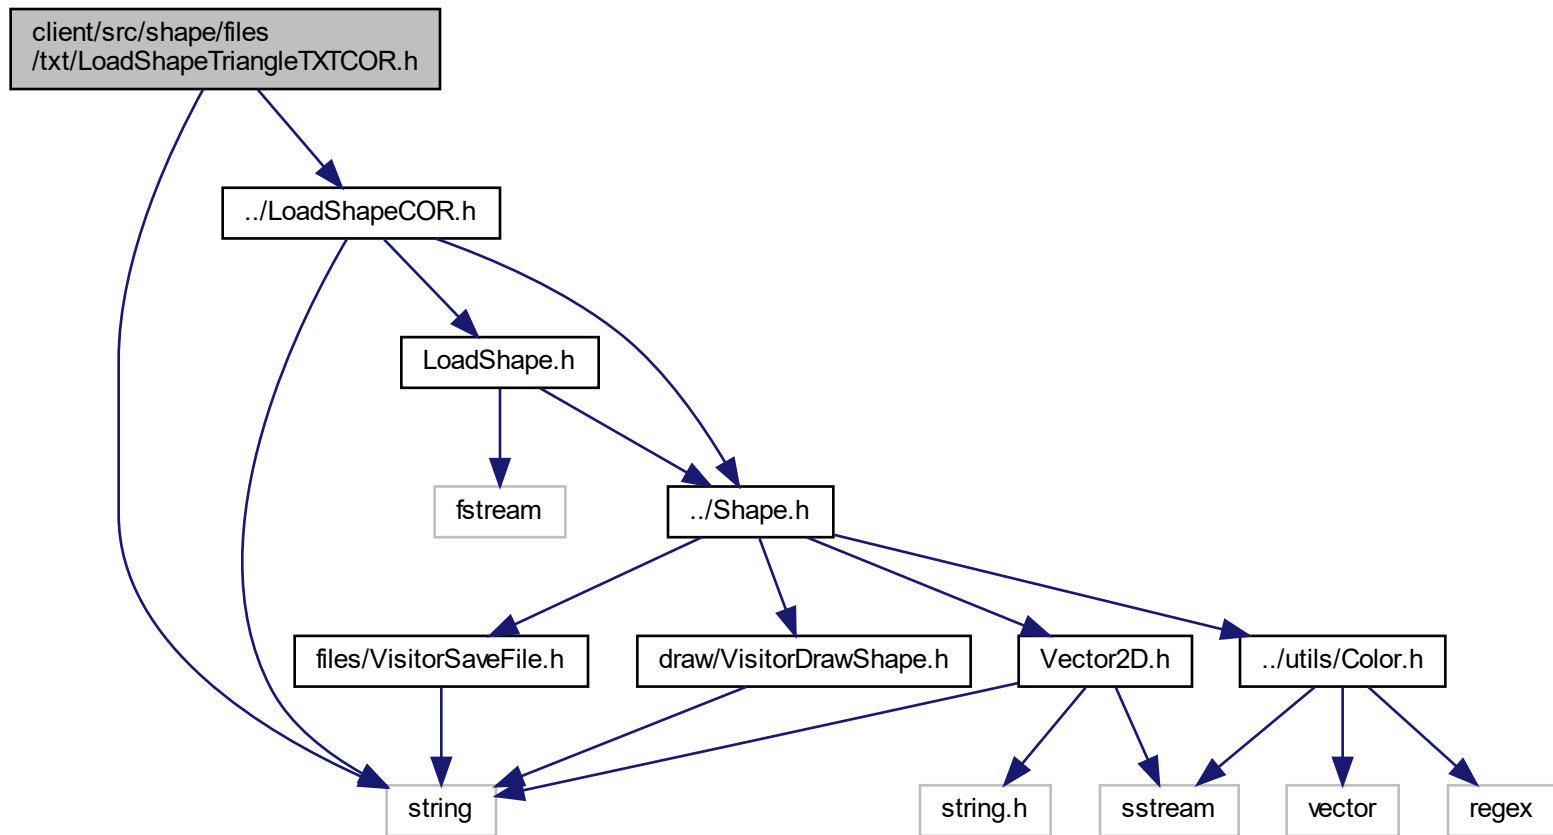 client/src/shape/files
/txt/LoadShapeTriangleTXTCOR.h
../LoadShapeCOR.h
LoadShape.h
fstream
../Shape.h
files/VisitorSaveFile.h
draw/VisitorDrawShape.h
Vector2D.h
../utils/Color.h
string
string.h
sstream
vector
regex